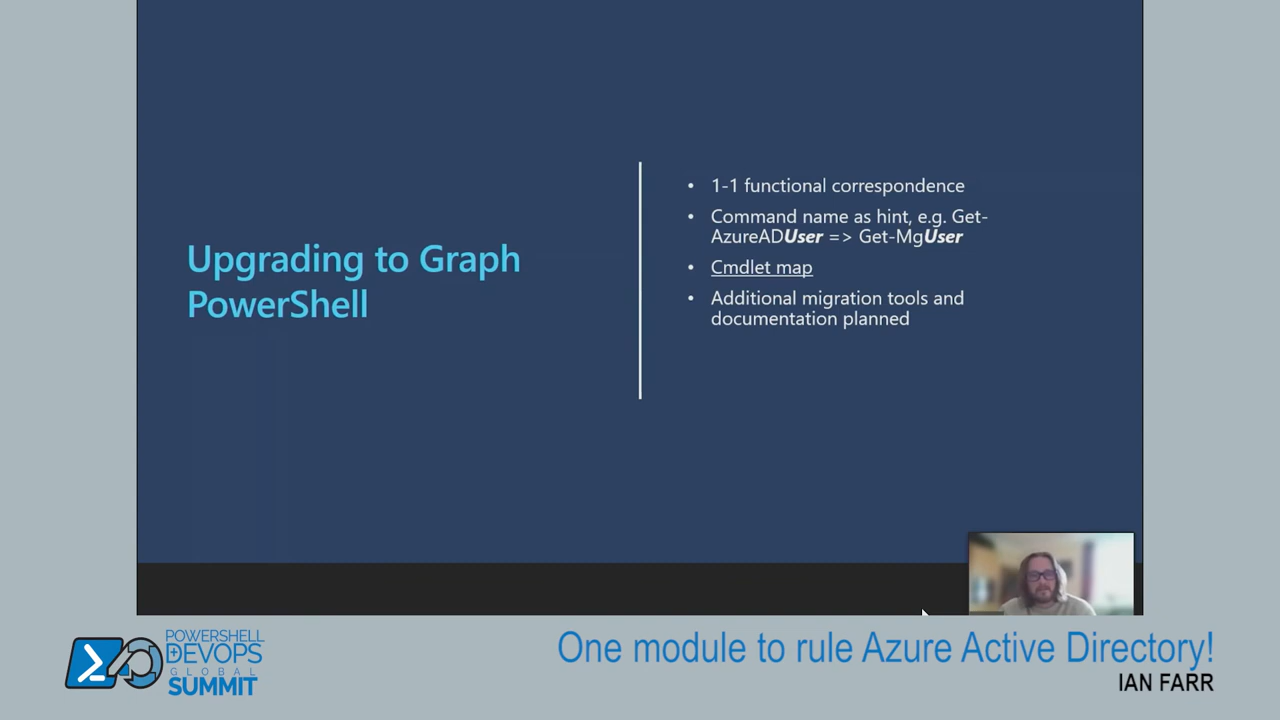 Upgrading to Graph
PowerShell
• 1-1 functional correspondence
• Command name as hint, e.g. Get-
AzureADUser => Get-MgUser
• Cmdlet map
• Additional migration tools and
documentation planned
POWERSHELL
DEVOPS
GLOBAL
SUMMIT
One module to rule Azure Active Directory!
IAN FARR